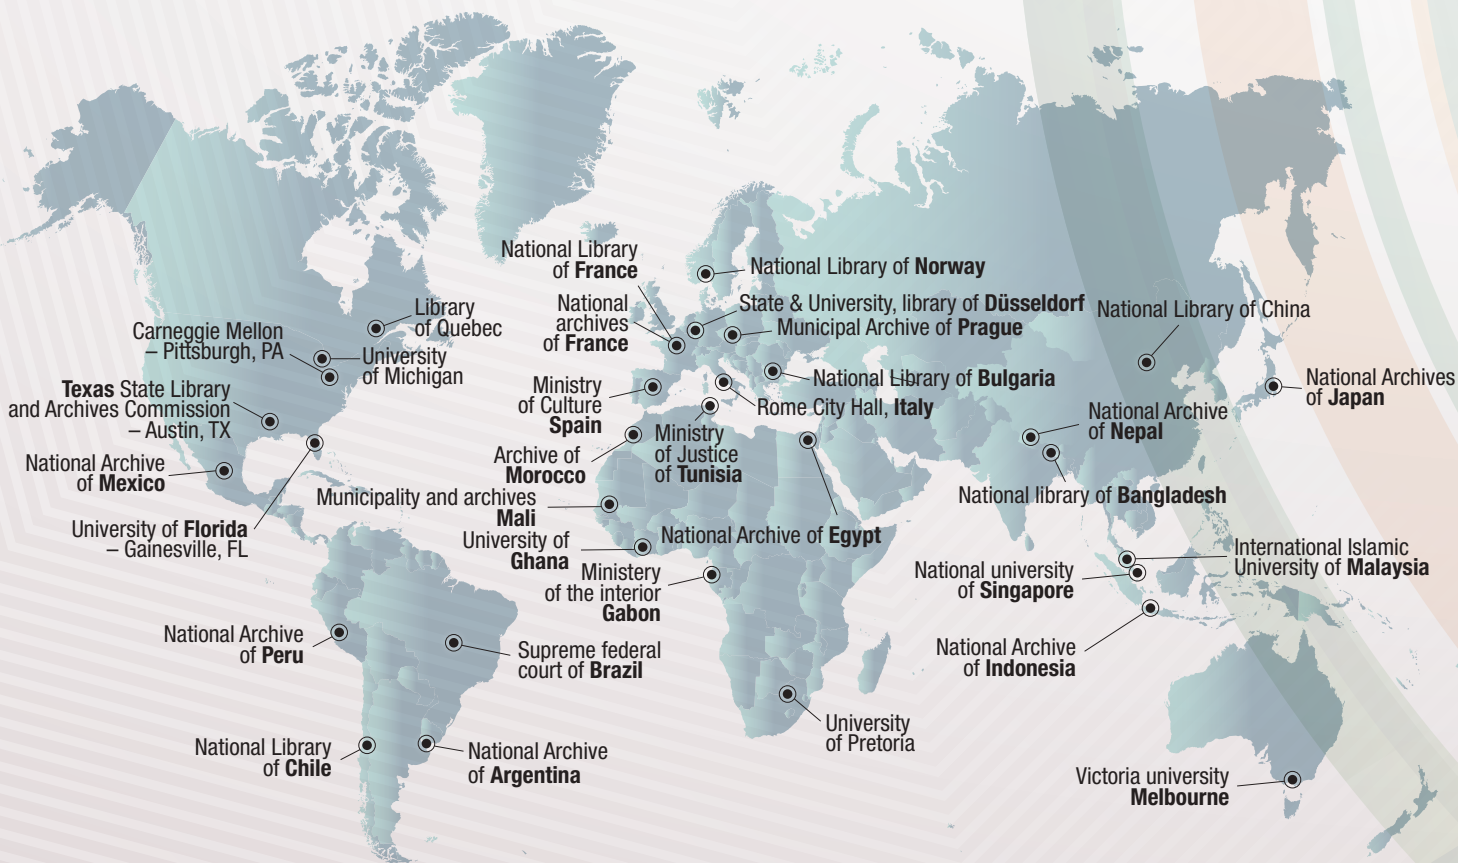 National Library
of France
National Library of Norway
National
archives
of France
State & University, library of Düsseldorf
Municipal Archive of Prague
National Library of China
Library
of Quebec
Carneggie Mellon
– Pittsburgh, PA
University
of Michigan
Texas State Library
and Archives Commission
– Austin, TX
Ministry
of Culture
Spain
National Library of Bulgaria
Rome City Hall, Italy
National Archives
of Japan
National Archive
of Nepal
National Archive
of Mexico
Archive of
Morocco
Ministry
of Justice
of Tunisia
Municipality and archives
Mali
National library of Bangladesh
University of Florida
– Gainesville, FL
University of
Ghana
National Archive of Egypt
Ministery
of the interior
Gabon
International Islamic
University of Malaysia
National university
of Singapore
National Archive
of Peru
Supreme federal
court of Brazil
National Archive
of Indonesia
University
of Pretoria
National Library
of Chile
National Archive
of Argentina
Victoria university
Melbourne